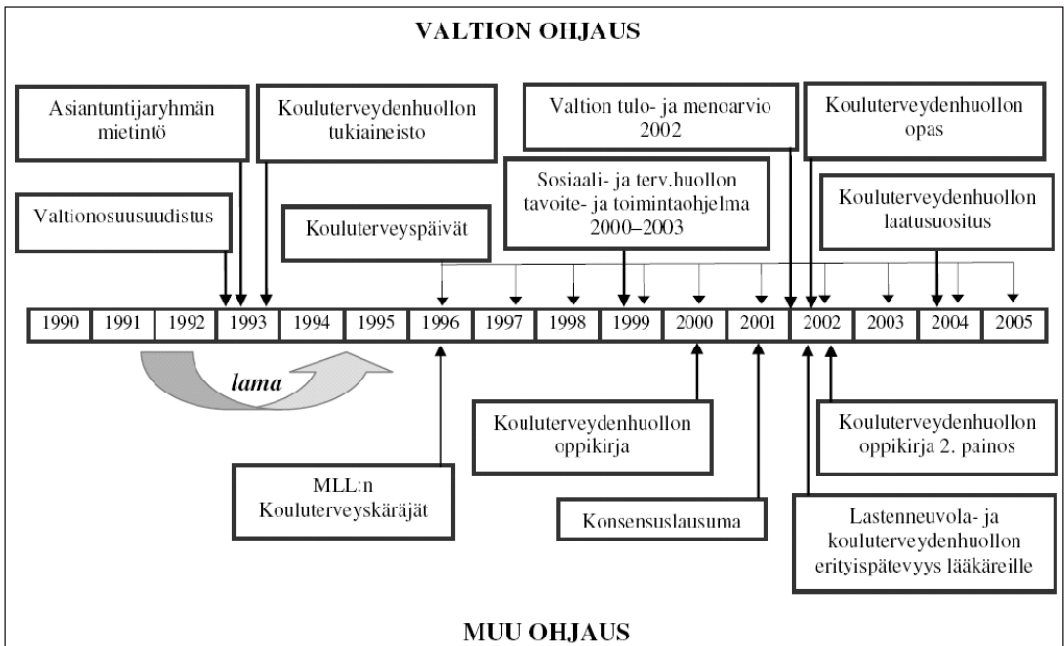 VALTION OHJAUS
Asiantuntijaryhmän
mietintö
Kouluterveydenhuollon
tukiaineisto
Valtion tulo- ja menoarvio
2002
Kouluterveydenhuollon
opas
Valtionosuusuudistus
Kouluterveyspäivät
Sosiaali- ja terv.huollon
tavoite- ja toimintaohjelma
2000–2003
Kouluterveydenhuollon
laatusuositus
1990 1991 1992 1993 1994 1995 1996 1997 1998 1999 2000 2001 2002 2003 2004 2005
lama
MLL:n
Kouluterveyskäräjät
Kouluterveydenhuollon
oppikirja
Konsensuslausuma
Kouluterveydenhuollon
oppikirja 2. painos
Lastenneuvola- ja
kouluterveydenhuollon
erityispätevyys lääkäreille
MUU OHJAUS